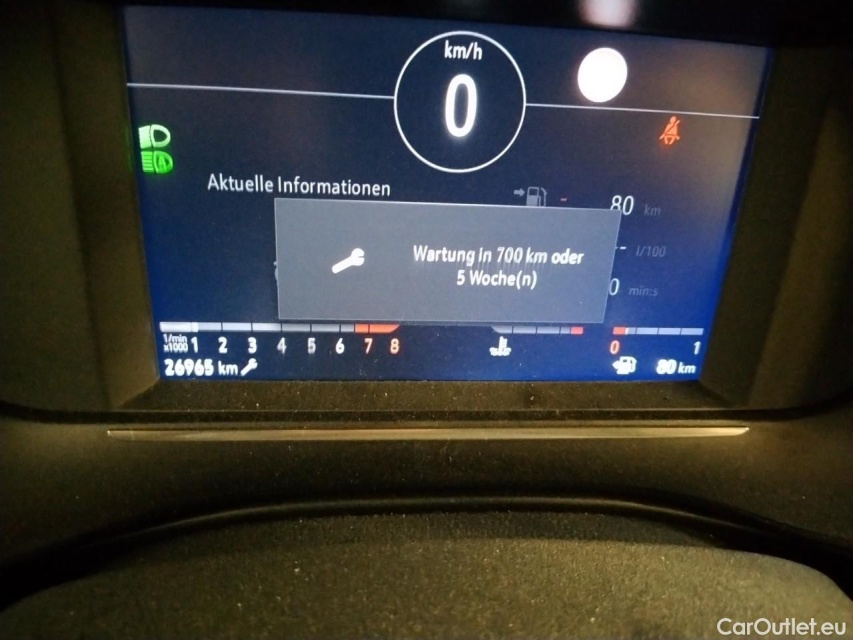 km/h
0
Aktuelle Informationen
80 km
Wartung in 700 km oder
5 Woche(n)
l/100
0 min:s
1/min
x1000
1 2 3 4 5 6 7 8
0 1
26965 km
80 km
CarOutlet.eu